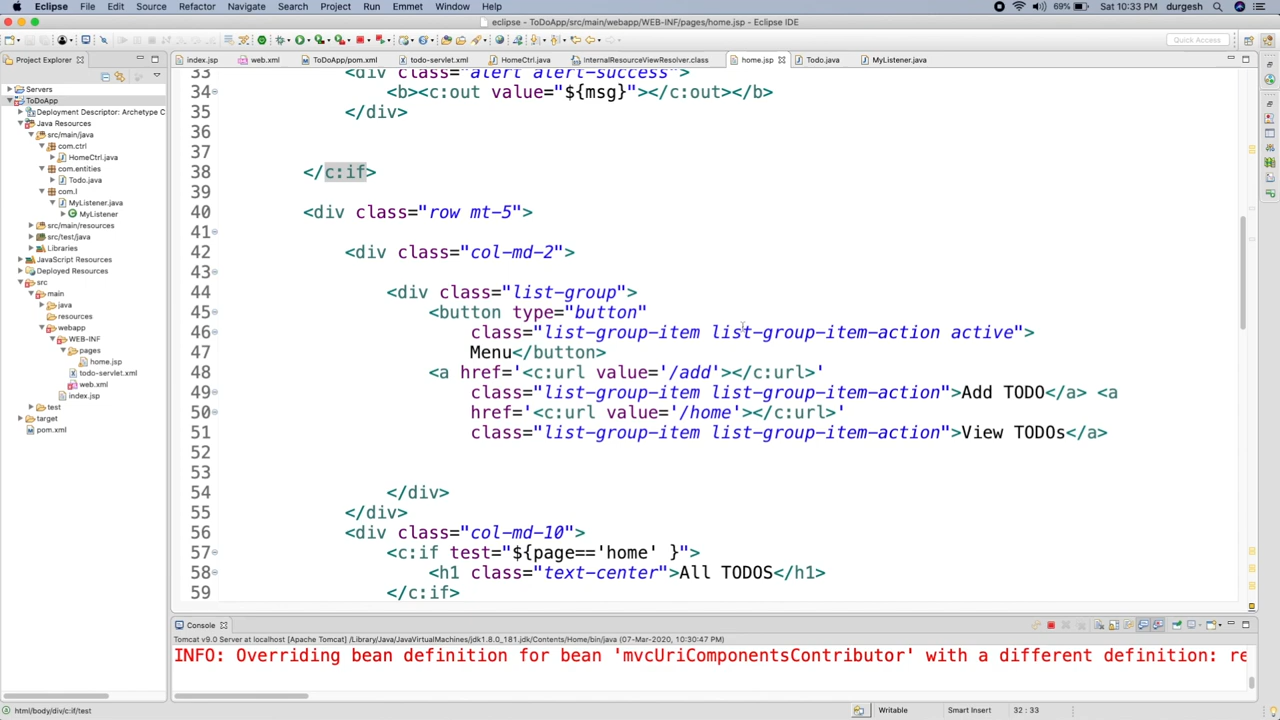 Eclipse File Edit Source Refactor Navigate Search Project Run Emmet Window Help 69% Sat 10:33 PM durgesh
eclipse - ToDoApp/src/main/webapp/WEB-INF/pages/home.jsp - Eclipse IDE
Quick Access
Project Explorer
index.jsp web.xml ToDoApp/pom.xml todo-servlet.xml HomeCtrl.java InternalResourceViewResolver.class home.jsp Todo.java MyListener.java
Servers
ToDoApp
Deployment Descriptor: Archetype C
Java Resources
src/main/java
com.ctrl
HomeCtrl.java
com.entities
Todo.java
com.l
MyListener.java
MyListener
src/main/resources
src/test/java
Libraries
JavaScript Resources
Deployed Resources
src
main
java
resources
webapp
WEB-INF
pages
home.jsp
todo-servlet.xml
web.xml
index.jsp
test
target
pom.xml
33 <div class="alert alert-success">
34 <b><c:out value="${msg}"></c:out></b>
35 </div>
36
37
38 </c:if>
39
40 <div class="row mt-5">
41
42 <div class="col-md-2">
43
44 <div class="list-group">
45 <button type="button"
46 class="list-group-item list-group-item-action active">
47 Menu</button>
48 <a href='<c:url value='/add'></c:url>'
49 class="list-group-item list-group-item-action">Add TODO</a> <a
50 href='<c:url value='/home'></c:url>'
51 class="list-group-item list-group-item-action">View TODOs</a>
52
53
54 </div>
55 </div>
56 <div class="col-md-10">
57 <c:if test="${page=='home' }">
58 <h1 class="text-center">All TODOS</h1>
59 </c:if>
Console
Tomcat v9.0 Server at localhost [Apache Tomcat] /Library/Java/JavaVirtualMachines/jdk1.8.0_181.jdk/Contents/Home/bin/java (07-Mar-2020, 10:30:47 PM)
INFO: Overriding bean definition for bean 'mvcUriComponentsContributor' with a different definition: re
html/body/div/c:if/test Writable Smart Insert 32 : 33